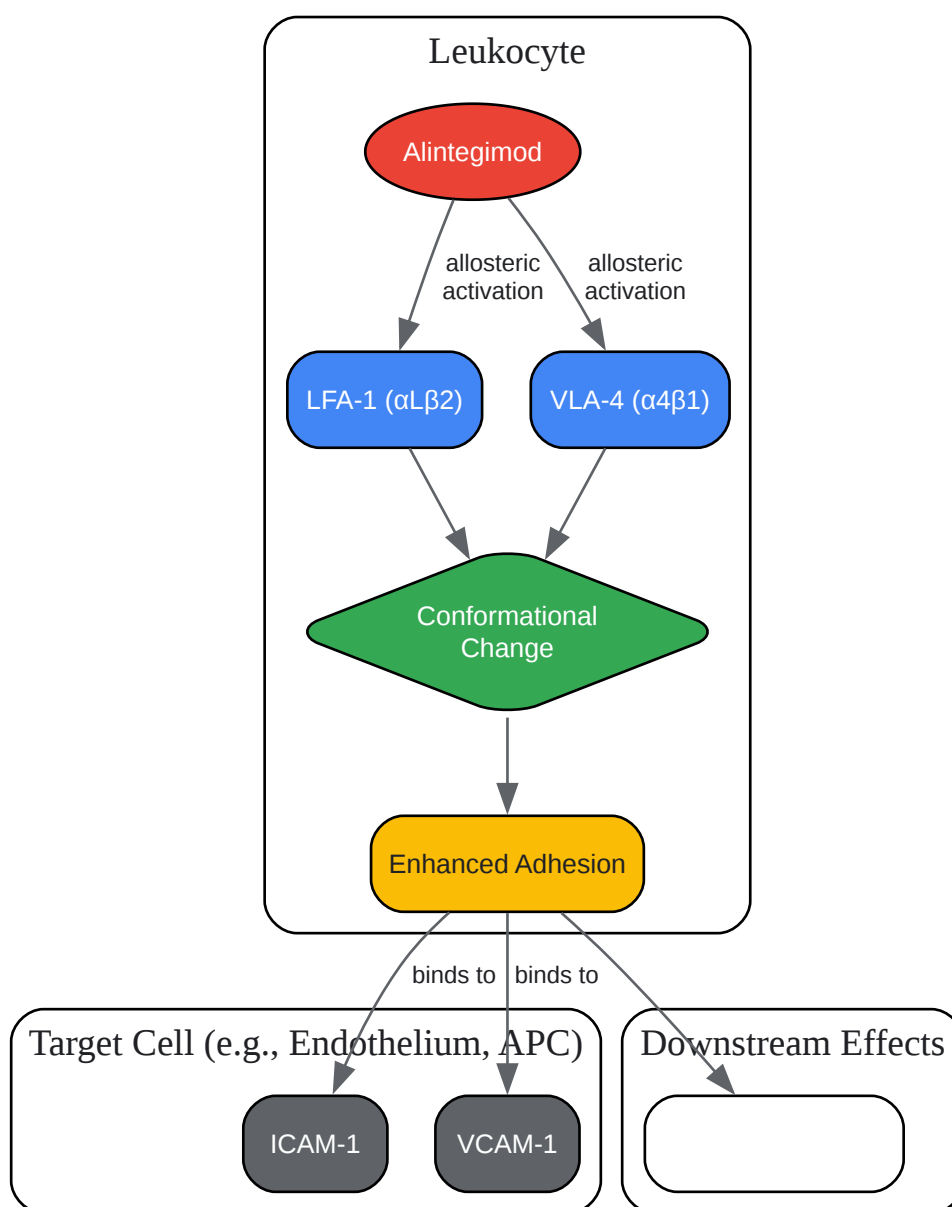 Leukocyte
Alintegimod
allosteric
activation
allosteric
activation
LFA-1 (αLβ2)
VLA-4 (α4β1)
Conformational
Change
Enhanced Adhesion
binds to
binds to
Target Cell (e.g., Endothelium, APC)
Downstream Effects
ICAM-1
VCAM-1